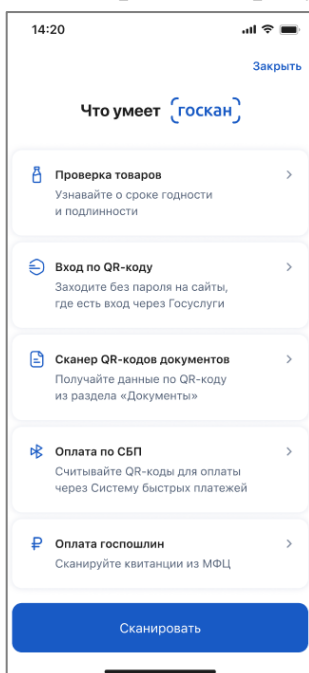 14:20
Закрыть
Что умеет госкан
Проверка товаров
Узнавайте о сроке годности
и подлинности
Вход по QR-коду
Заходите без пароля на сайты,
где есть вход через Госуслуги
Сканер QR-кодов документов
Получайте данные по QR-коду
из раздела «Документы»
Оплата по СБП
Считывайте QR-коды для оплаты
через Систему быстрых платежей
Оплата госпошлин
Сканируйте квитанции из МФЦ
Сканировать